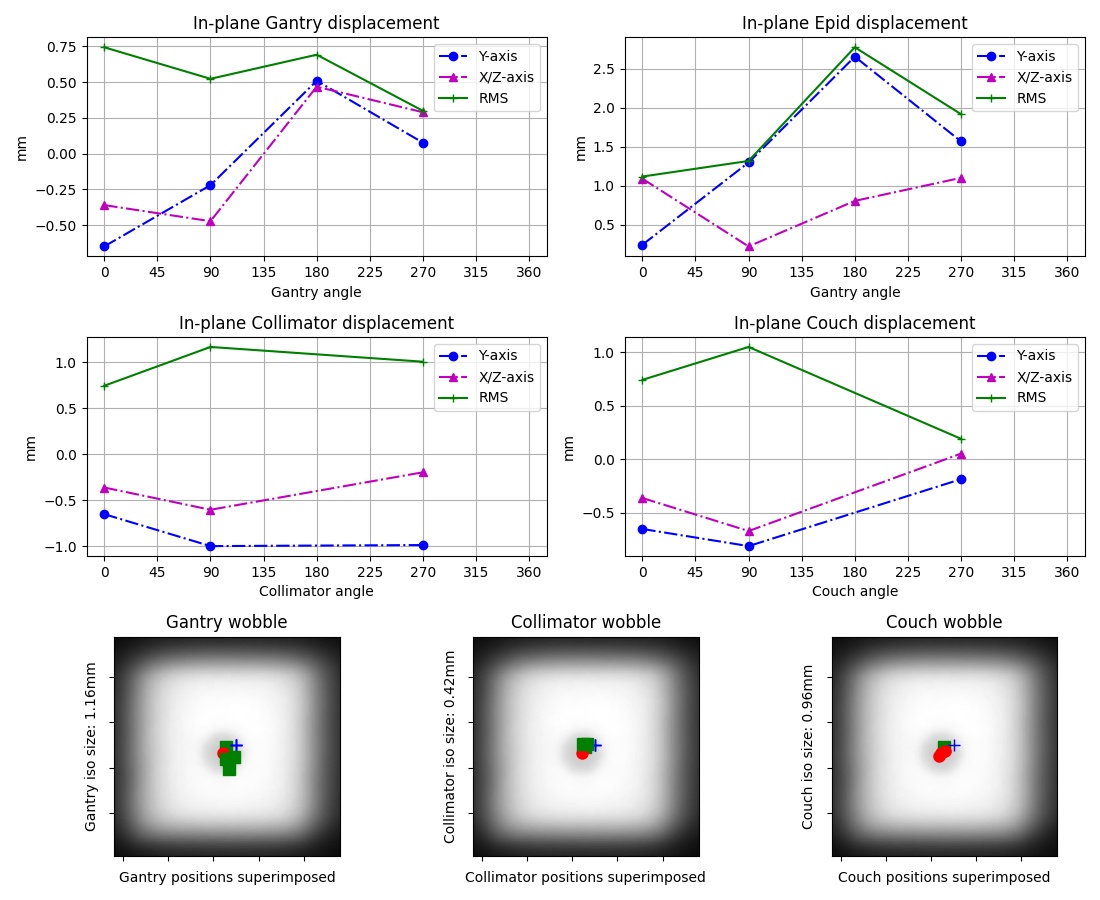 In-plane Gantry displacement
0.75
0.50
0.25
0.00
−0.25
−0.50
mm
Y-axis
X/Z-axis
RMS
0 45 90 135 180 225 270 315 360
Gantry angle
In-plane Epid displacement
2.5
2.0
1.5
1.0
0.5
mm
Y-axis
X/Z-axis
RMS
0 45 90 135 180 225 270 315 360
Gantry angle
In-plane Collimator displacement
1.0
0.5
0.0
−0.5
−1.0
mm
Y-axis
X/Z-axis
RMS
0 45 90 135 180 225 270 315 360
Collimator angle
In-plane Couch displacement
1.0
0.5
0.0
−0.5
mm
Y-axis
X/Z-axis
RMS
0 45 90 135 180 225 270 315 360
Couch angle
Gantry wobble
Gantry iso size: 1.16mm
Gantry positions superimposed
Collimator wobble
Collimator iso size: 0.42mm
Collimator positions superimposed
Couch wobble
Couch iso size: 0.96mm
Couch positions superimposed